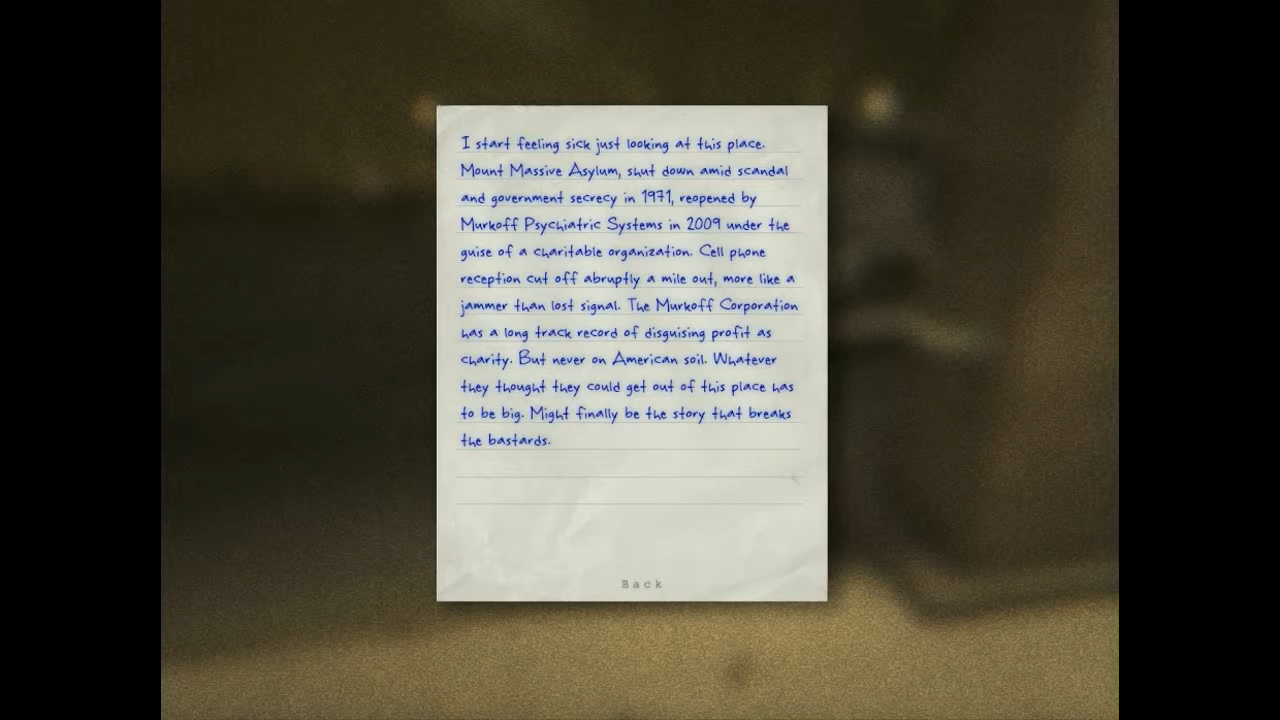 I start feeling sick just looking at this place.
Mount Massive Asylum, shut down amid scandal
and government secrecy in 1971, reopened by
Murkoff Psychiatric Systems in 2009 under the
guise of a charitable organization. Cell phone
reception cut off abruptly a mile out, more like a
jammer than lost signal. The Murkoff Corporation
has a long track record of disguising profit as
charity. But never on American soil. Whatever
they thought they could get out of this place has
to be big. Might finally be the story that breaks
the bastards.
Back